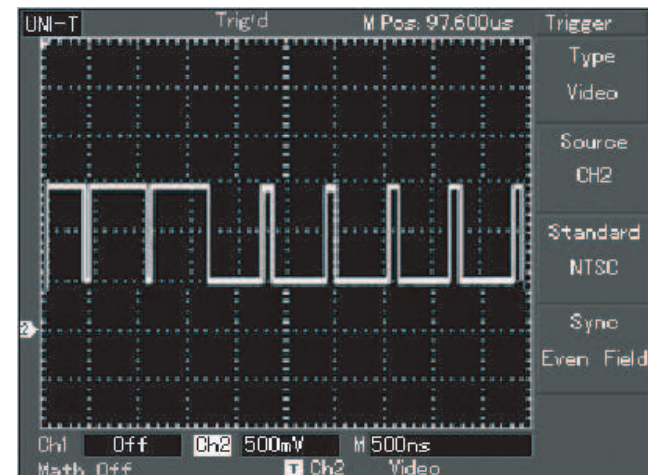 UNI-T Trig'd M Pos: 97.600us Trigger
Type
Video
Source
CH2
Standard
NTSC
Sync
Even Field
2
Ch1 Off Ch2 500mV M 500ns
Math Off T Ch2 Video